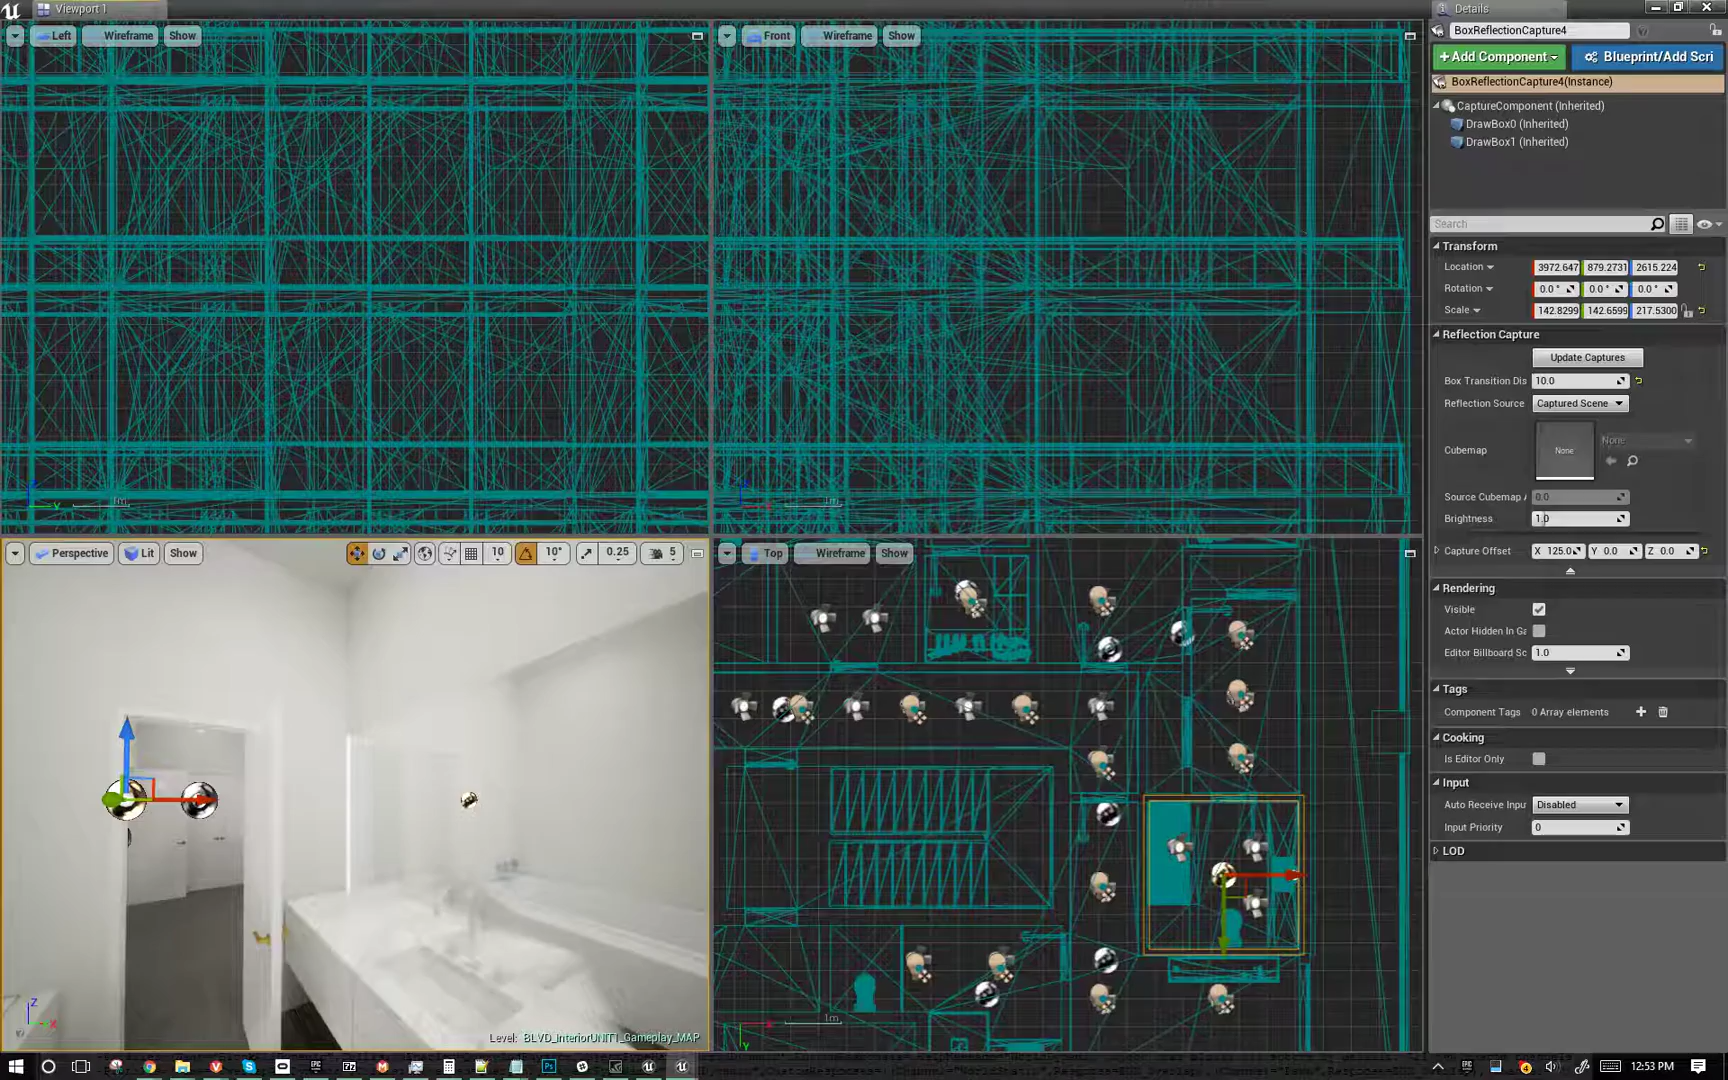 Viewport 1
Details
Left
Wireframe
Show
Front
Wireframe
Show
BoxReflectionCapture4
+Add Component
Blueprint/Add Scri
BoxReflectionCapture4(Instance)
CaptureComponent (Inherited)
DrawBox0 (Inherited)
DrawBox1 (Inherited)
Search
Transform
Location
3972.647
879.2731
2615.224
Rotation
0.0 °
0.0 °
0.0 °
Scale
142.8299
142.6599
217.5300
Reflection Capture
Update Captures
Box Transition Dis
10.0
Reflection Source
Captured Scene
Cubemap
None
None
Source Cubemap A
0.0
Brightness
1.0
Capture Offset
X 125.0
Y 0.0
Z 0.0
Rendering
Visible
Actor Hidden In Ga
Editor Billboard Sc
1.0
Tags
Component Tags
0 Array elements
Cooking
Is Editor Only
Input
Auto Receive Input
Disabled
Input Priority
0
LOD
1m
1m
Perspective
Lit
Show
10
10°
0.25
5
Top
Wireframe
Show
Level: BLVD_InteriorUNIT1_Gameplay_MAP
1m
12:53 PM